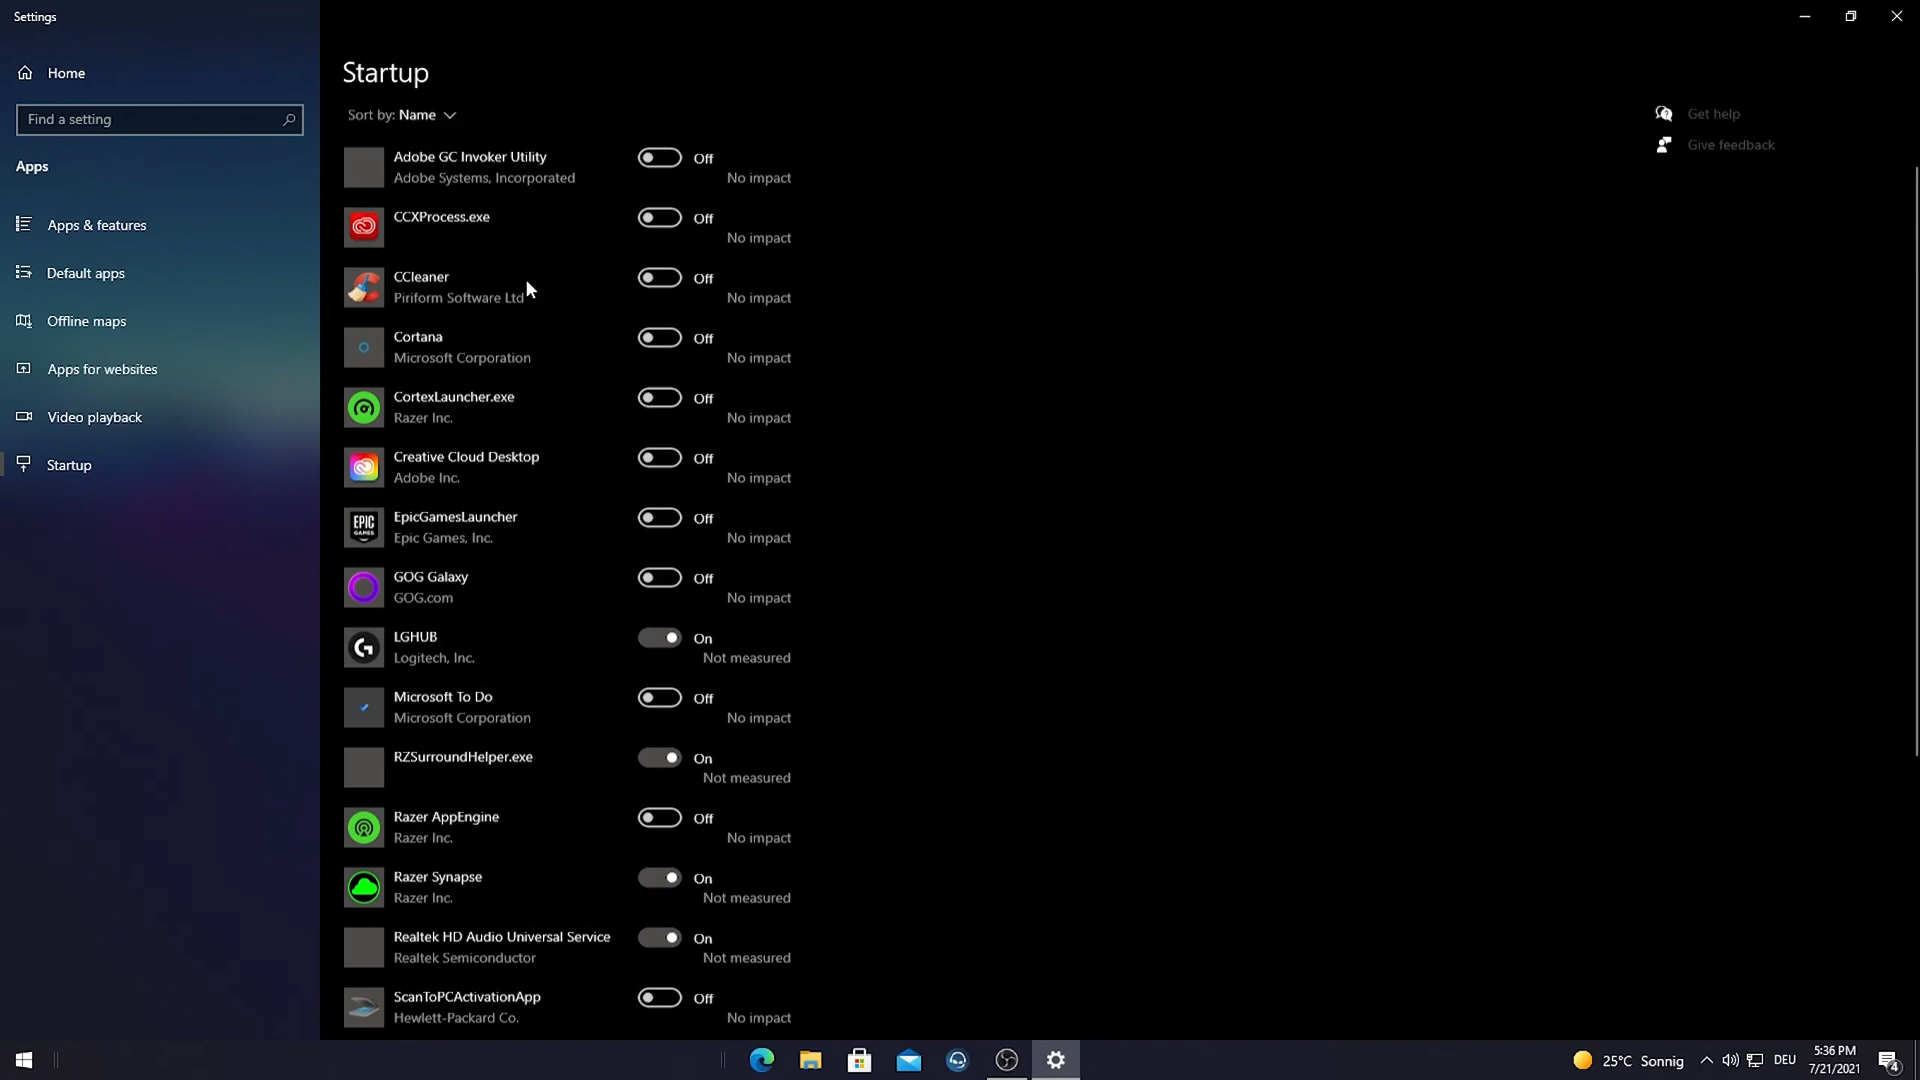 Settings
Home
Find a setting
Apps
Apps & features
Default apps
Offline maps
Apps for websites
Video playback
Startup
Startup
Sort by: Name
Get help
Give feedback
Adobe GC Invoker Utility
Off
Adobe Systems, Incorporated
No impact
CCXProcess.exe
Off
No impact
CCleaner
Off
Piriform Software Ltd
No impact
Cortana
Off
Microsoft Corporation
No impact
CortexLauncher.exe
Off
Razer Inc.
No impact
Creative Cloud Desktop
Off
Adobe Inc.
No impact
EPIC
GAMES
EpicGamesLauncher
Off
Epic Games, Inc.
No impact
GOG Galaxy
Off
GOG.com
No impact
LGHUB
On
Logitech, Inc.
Not measured
Microsoft To Do
Off
Microsoft Corporation
No impact
RZSurroundHelper.exe
On
Not measured
Razer AppEngine
Off
Razer Inc.
No impact
Razer Synapse
On
Razer Inc.
Not measured
Realtek HD Audio Universal Service
On
Realtek Semiconductor
Not measured
ScanToPCActivationApp
Off
Hewlett-Packard Co.
No impact
25°C Sonnig
DEU
5:36 PM
7/21/2021
4